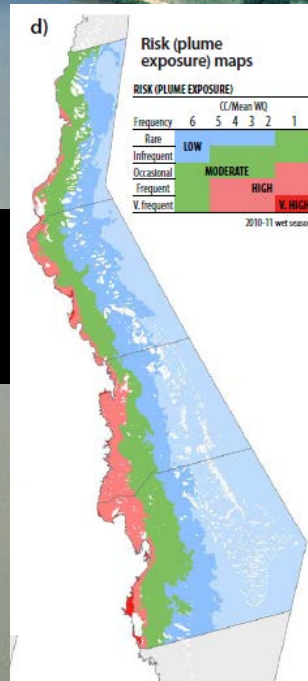 d)
Risk (plume
exposure) maps
RISK (PLUME EXPOSURE)
CC/Mean WQ
Frequency 6 5 4 3 2 1
Rare
LOW
Infrequent
Occasional MODERATE
Frequent HIGH
V. frequent V. HIGH
2010-11 wet seaso